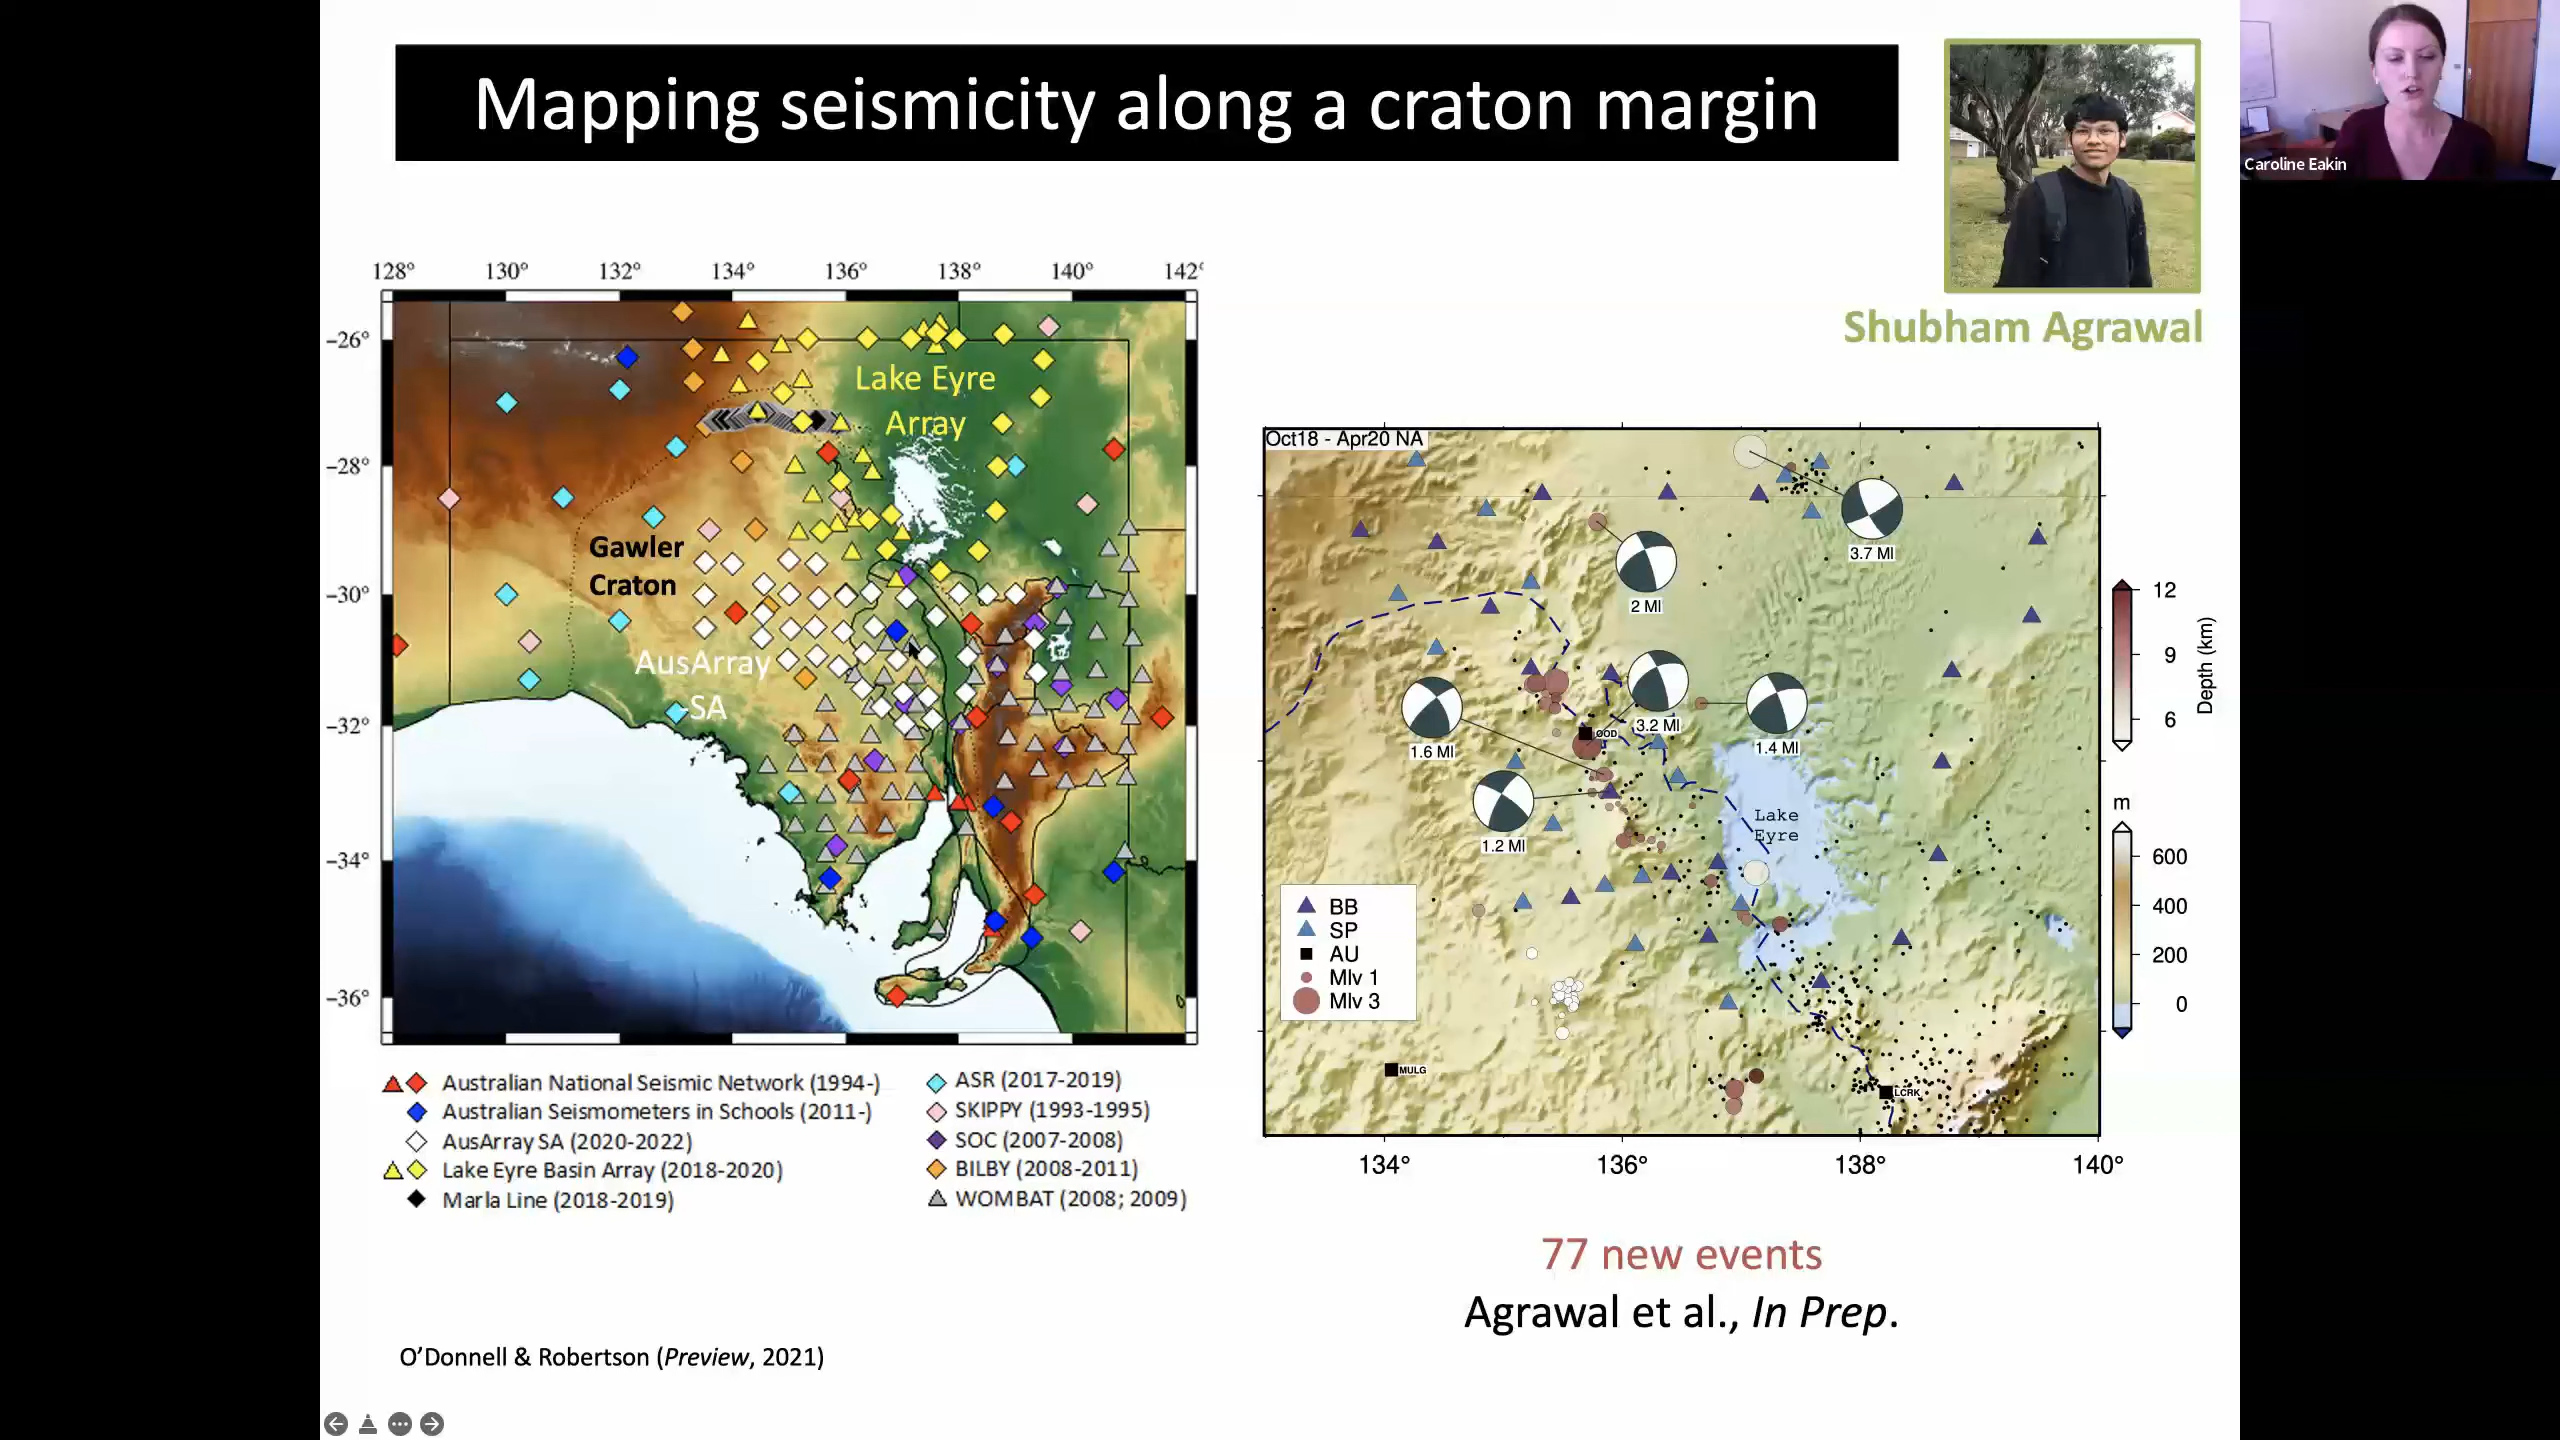 Mapping seismicity along a craton margin
Caroline Eakin
Shubham Agrawal
128° 130° 132° 134° 136° 138° 140° 142°
-26°
-28°
-30°
-32°
-34°
-36°
Lake Eyre
Array
Gawler
Craton
AusArray
SA
Australian National Seismic Network (1994-)
Australian Seismometers in Schools (2011-)
AusArray SA (2020-2022)
Lake Eyre Basin Array (2018-2020)
Marla Line (2018-2019)
ASR (2017-2019)
SKIPPY (1993-1995)
SOC (2007-2008)
BILBY (2008-2011)
WOMBAT (2008; 2009)
O'Donnell & Robertson (Preview, 2021)
Oct18 - Apr20 NA
3.7 Ml
2 Ml
3.2 Ml
1.6 Ml
1.4 Ml
1.2 Ml
OOD
Lake
Eyre
BB
SP
AU
Mlv 1
Mlv 3
MULG
LCRK
134° 136° 138° 140°
12
9
6
Depth (km)
m
600
400
200
0
77 new events
Agrawal et al., In Prep.